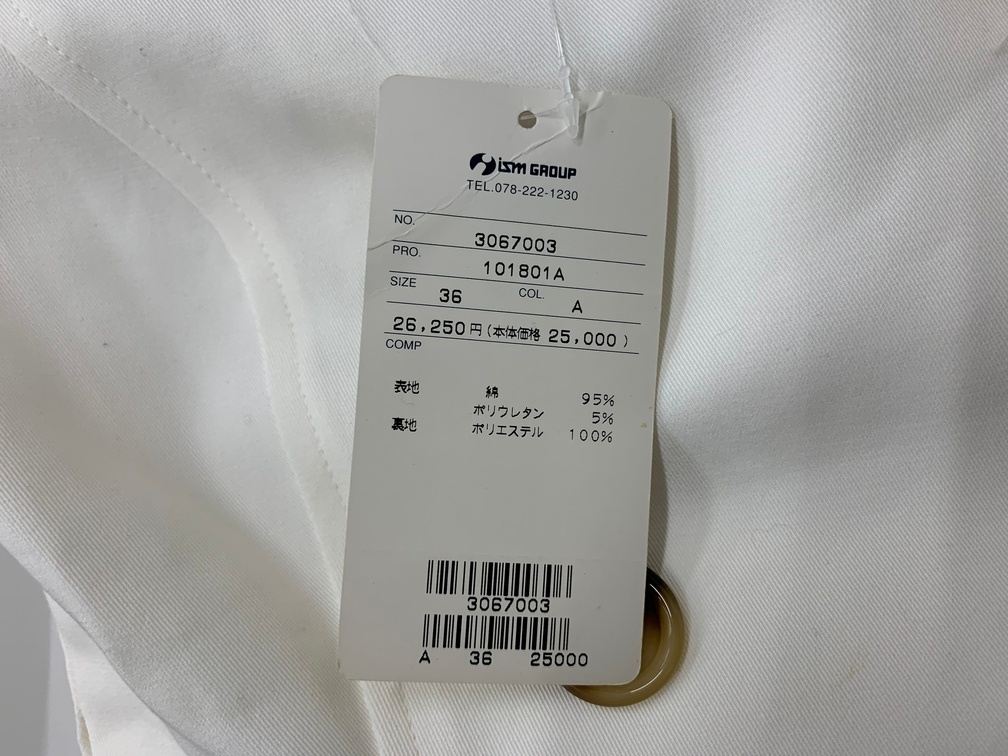 ism GROUP
TEL.078-222-1230
NO. 3067003
PRO. 101801A
SIZE 36 COL. A
26,250円(本体価格 25,000 )
COMP
表地 綿 95%
ポリウレタン 5%
裏地 ポリエステル 100%
3067003
A 36 25000